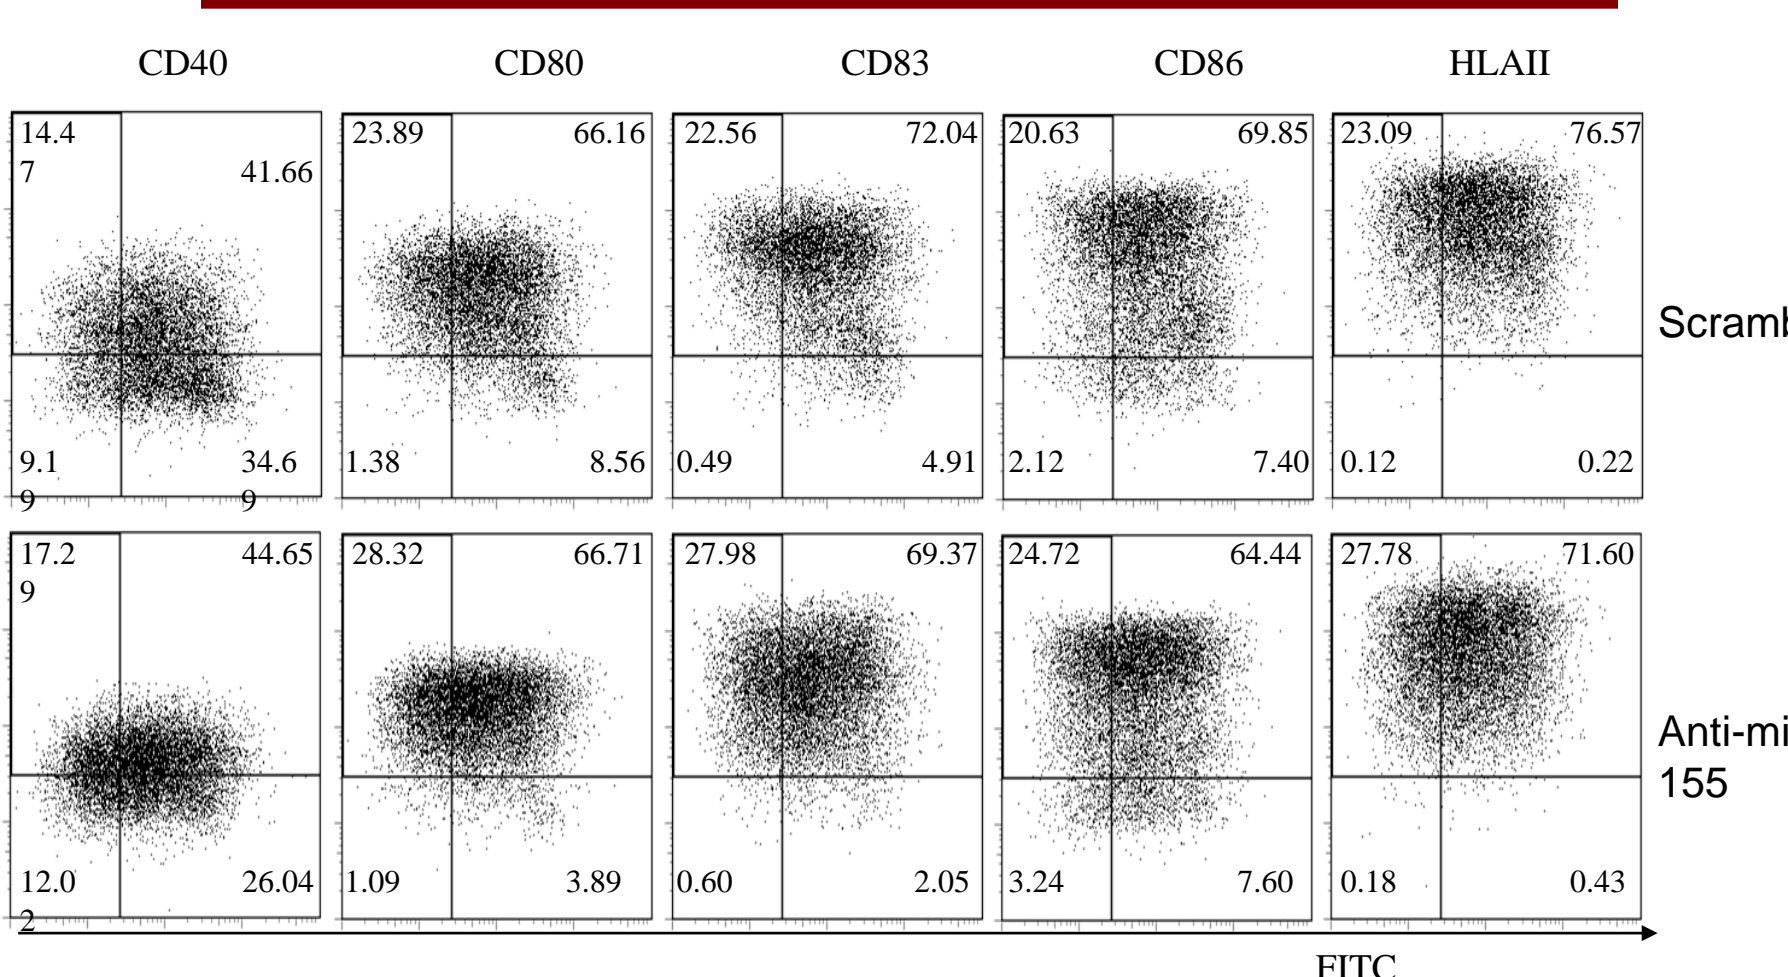 CD40 CD80 CD83 CD86 HLAII
14.4 23.89 66.16 22.56 72.04 20.63 69.85 23.09 76.57
7 41.66
Scramb
9.1 34.6 1.38 8.56 0.49 4.91 2.12 7.40 0.12 0.22
9 9
17.2 44.65 28.32 66.71 27.98 69.37 24.72 64.44 27.78 71.60
9
Anti-mi
155
12.0 26.04 1.09 3.89 0.60 2.05 3.24 7.60 0.18 0.43
2
FITC